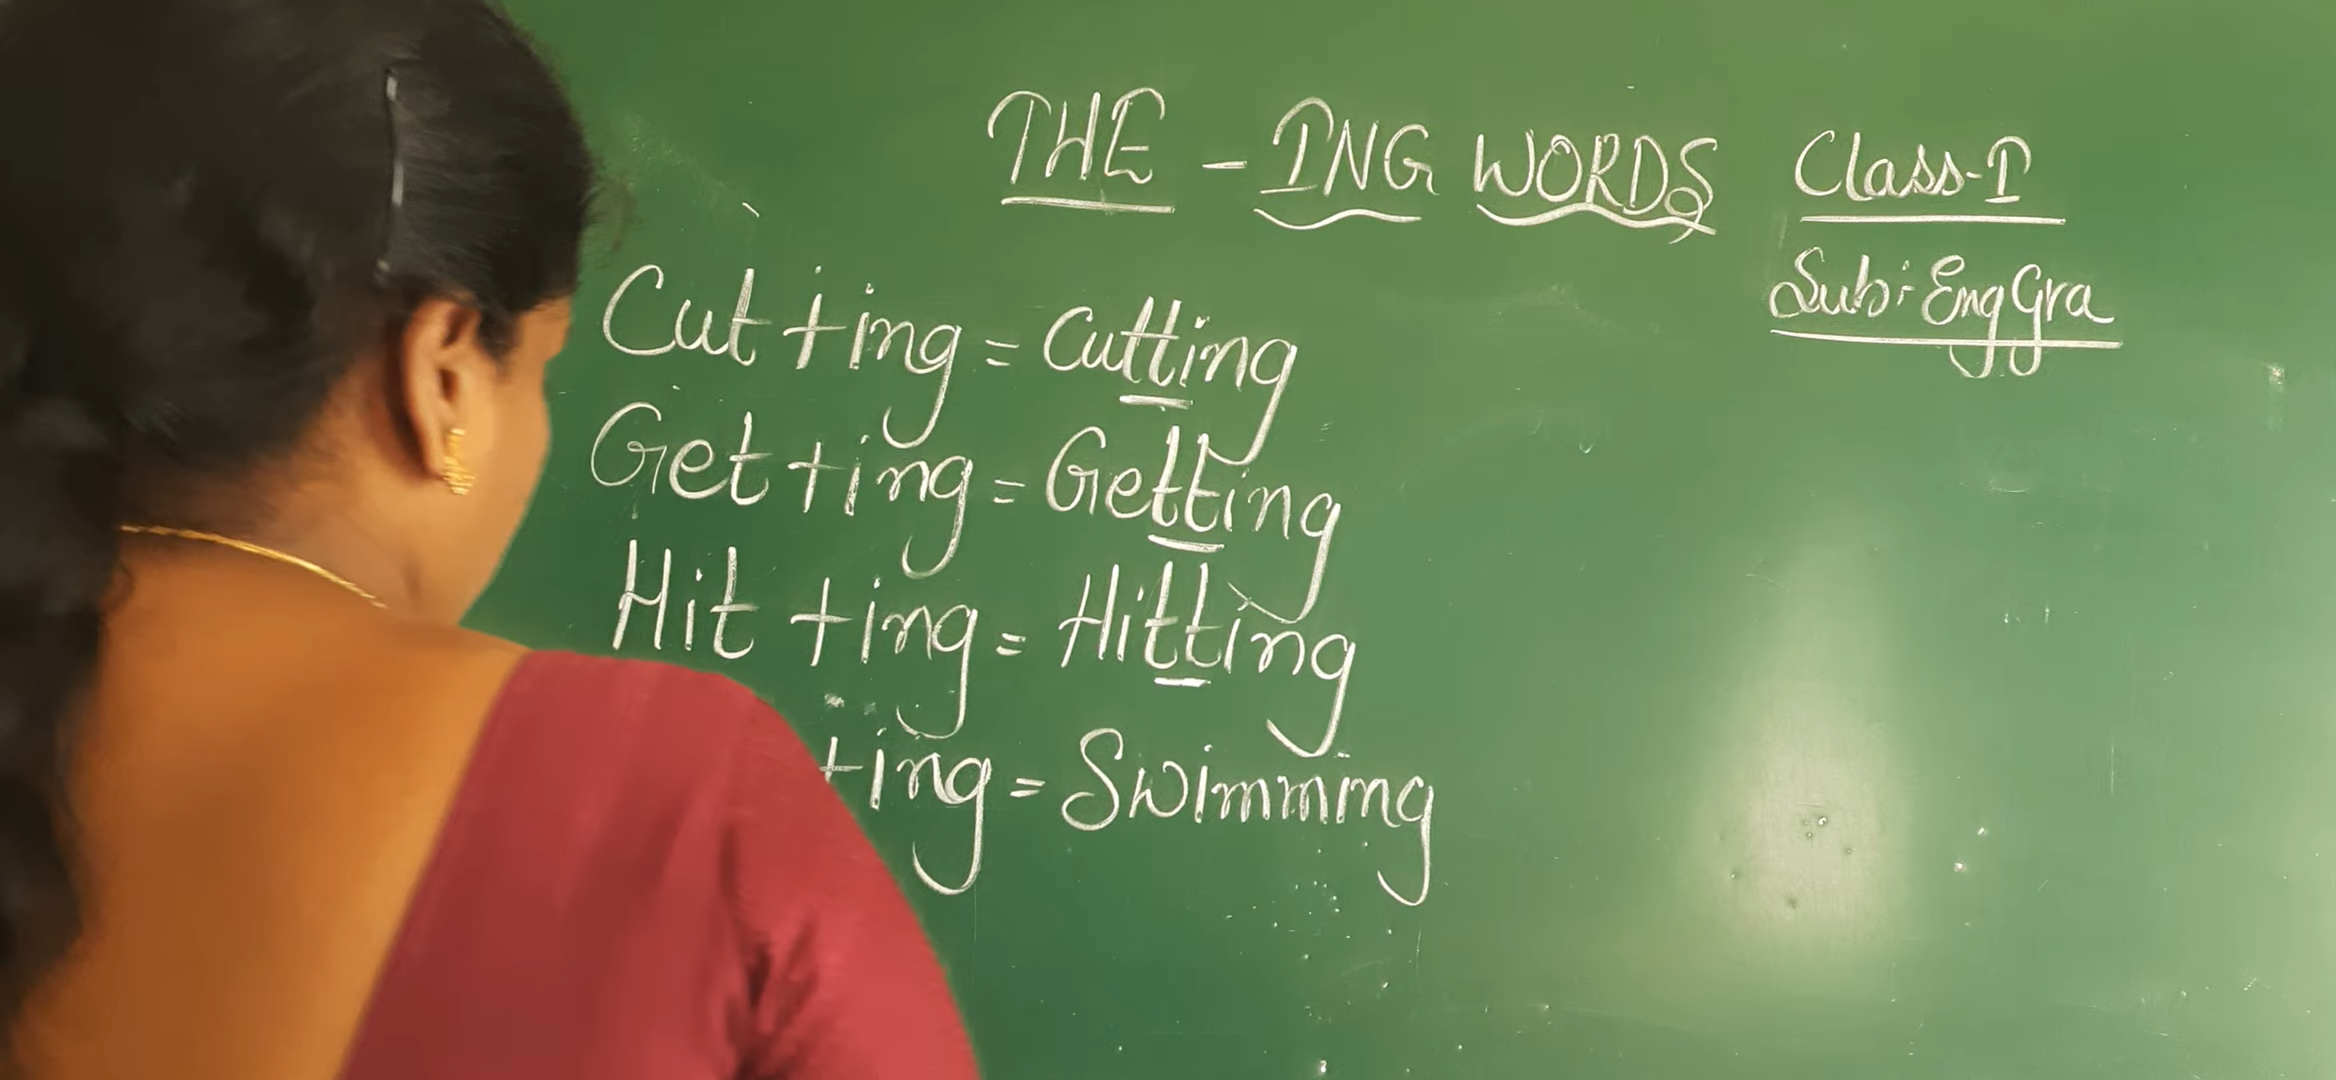 THE - ING WORDS Class-I
Sub:- Eng Gra
Cut + ing = Cutting
Get + ing = Getting
Hit + ing = Hitting
+ ing = Swimming